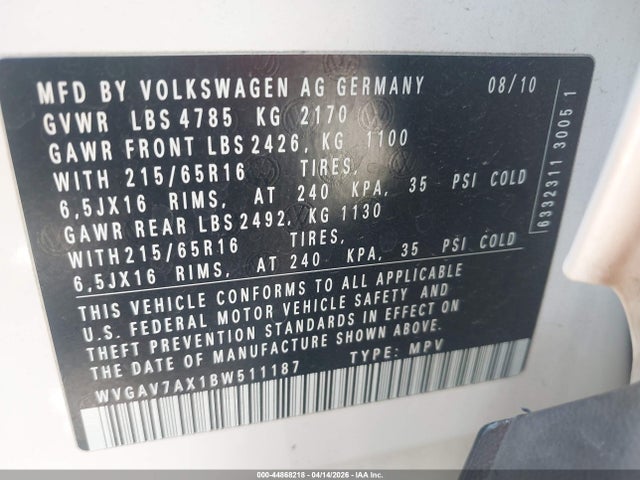 MFD BY VOLKSWAGEN AG GERMANY 08/10
GVWR LBS 4785 KG 2170
GAWR FRONT LBS 2426, KG 1100
WITH 215/65R16 TIRES,
6,5JX16 RIMS, AT 240 KPA, 35 PSI COLD
GAWR REAR LBS 2492, KG 1130
WITH 215/65R16 TIRES,
6,5JX16 RIMS, AT 240 KPA, 35 PSI COLD
THIS VEHICLE CONFORMS TO ALL APPLICABLE
U.S. FEDERAL MOTOR VEHICLE SAFETY AND
THEFT PREVENTION STANDARDS IN EFFECT ON
THE DATE OF MANUFACTURE SHOWN ABOVE.
WVGAV7AX1BW511187 TYPE: MPV
6332311 3005 1
000-44868218 - 04/14/2026 - IAAI Inc.